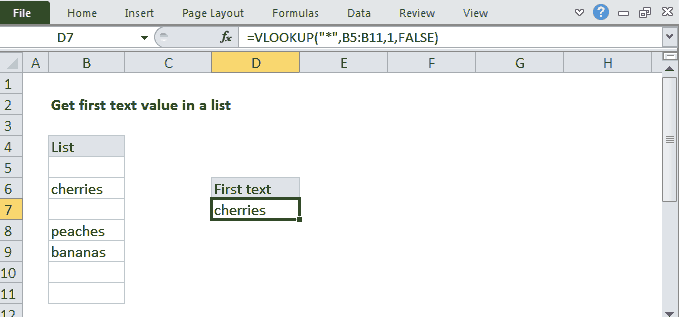 File Home Insert Page Layout Formulas Data Review View
D7 fx =VLOOKUP("*",B5:B11,1,FALSE)
A B C D E F G H
1
2 Get first text value in a list
3
4 List
5
6 cherries First text
7 cherries
8 peaches
9 bananas
10
11
12